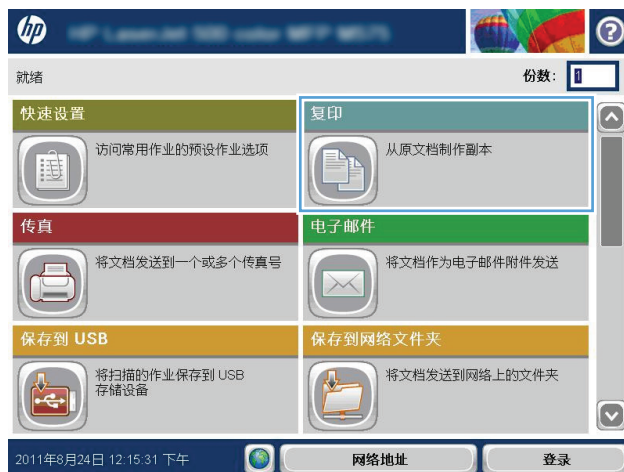 hp
就绪
份数: 1
快速设置
访问常用作业的预设作业选项
复印
从原文档制作副本
传真
将文档发送到一个或多个传真号
电子邮件
将文档作为电子邮件附件发送
保存到 USB
将扫描的作业保存到 USB
存储设备
保存到网络文件夹
将文档发送到网络上的文件夹
2011年8月24日 12:15:31 下午
网络地址
登录